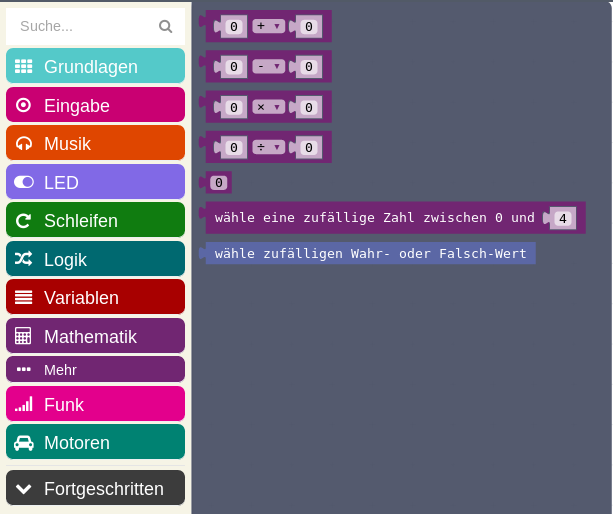 Suche...
Grundlagen
Eingabe
Musik
LED
Schleifen
Logik
Variablen
Mathematik
Mehr
Funk
Motoren
Fortgeschritten
0 + 0
0 - 0
0 × 0
0 ÷ 0
0
wähle eine zufällige Zahl zwischen 0 und 4
wähle zufälligen Wahr- oder Falsch-Wert